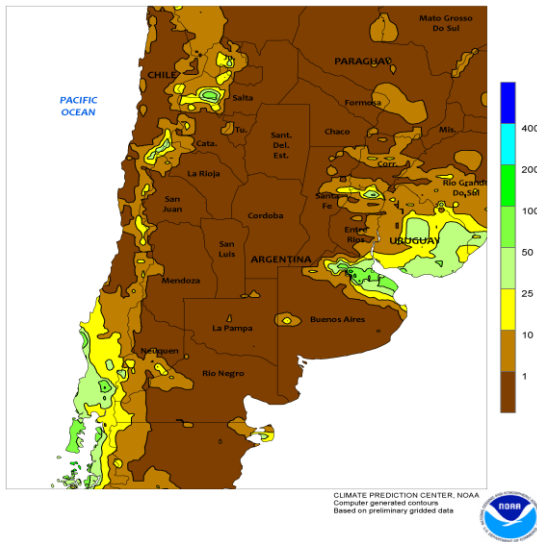 Mato Grosso
Do Sul
PARAGUAY
CHILE
PACIFIC
OCEAN
Salta
Formosa
400
Tu.
Chaco
Mis.
Sant.
Del.
Est.
Cata.
200
Corr.
La Rioja
Rio Grande
Do Sul
San
Juan
Santa
Fe
100
Cordoba
Entre
Rios
URUGUAY
San
Luis
50
ARGENTINA
Mendoza
25
La Pampa
Buenos Aires
10
Neuquen
Rio Negro
1
CLIMATE PREDICTION CENTER, NOAA
Computer generated contours
Based on preliminary gridded data
NOAA